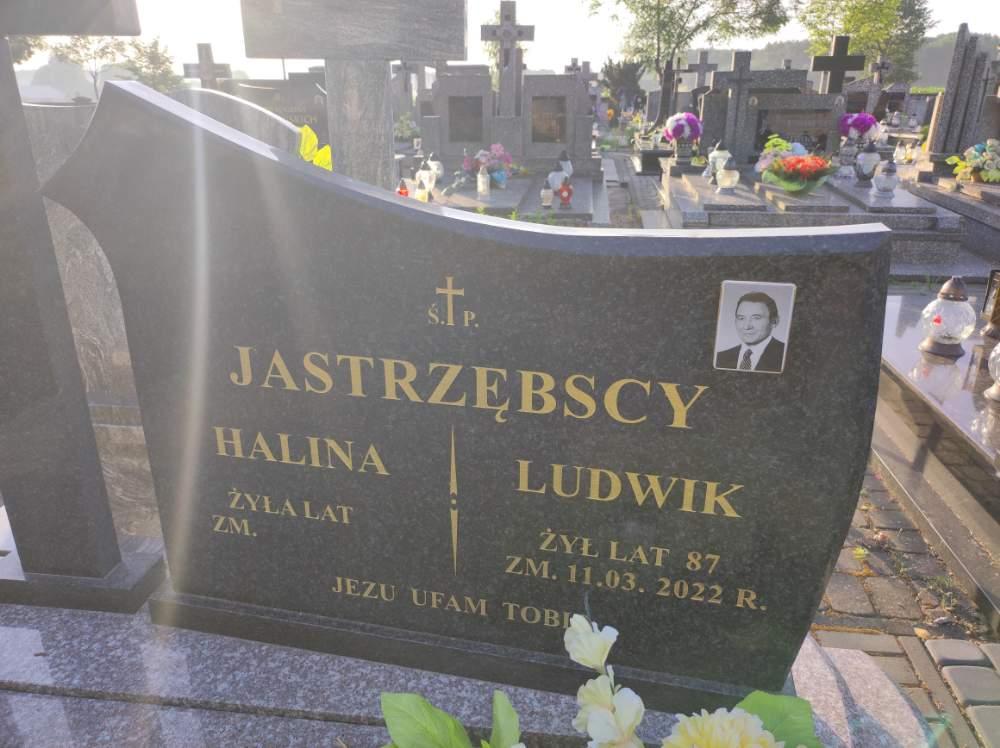 Ś. P.
JASTRZĘBSCY
HALINA
ŻYŁA LAT
ZM.
LUDWIK
ŻYŁ LAT 87
ZM. 11.03. 2022 R.
JEZU UFAM TOBIE